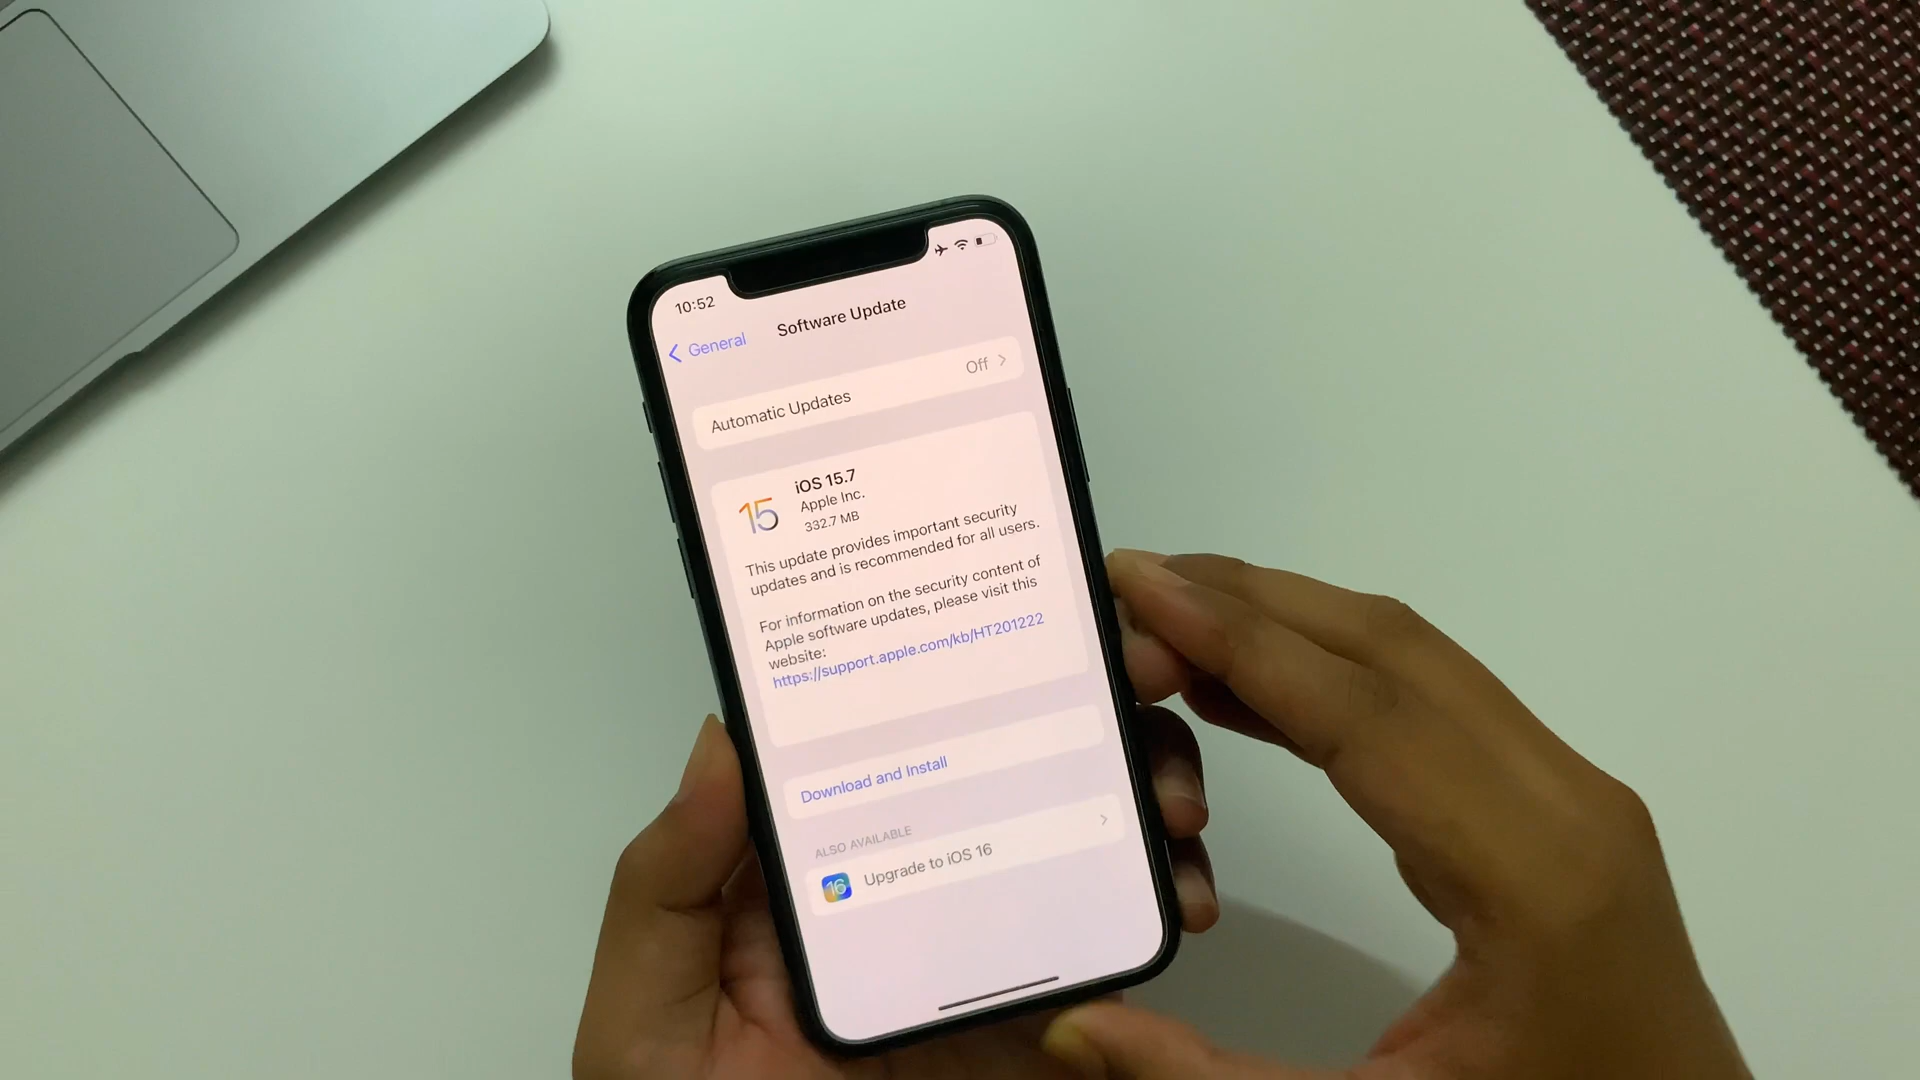 10:52
General
Software Update
Automatic Updates
Off
15
iOS 15.7
Apple Inc.
332.7 MB
This update provides important security
updates and is recommended for all users.
For information on the security content of
Apple software updates, please visit this
website:
https://support.apple.com/kb/HT201222
Download and Install
ALSO AVAILABLE
16
Upgrade to iOS 16